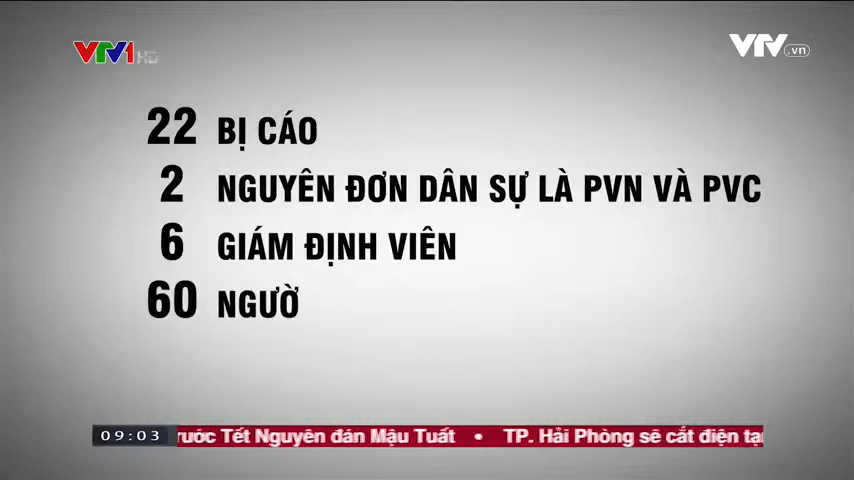 VTV1 HD
VTV.vn
22 BỊ CÁO
2 NGUYÊN ĐƠN DÂN SỰ LÀ PVN VÀ PVC
6 GIÁM ĐỊNH VIÊN
60 NGƯỜ
09:03 rước Tết Nguyên đán Mậu Tuất • TP. Hải Phòng sẽ cắt điện tạ